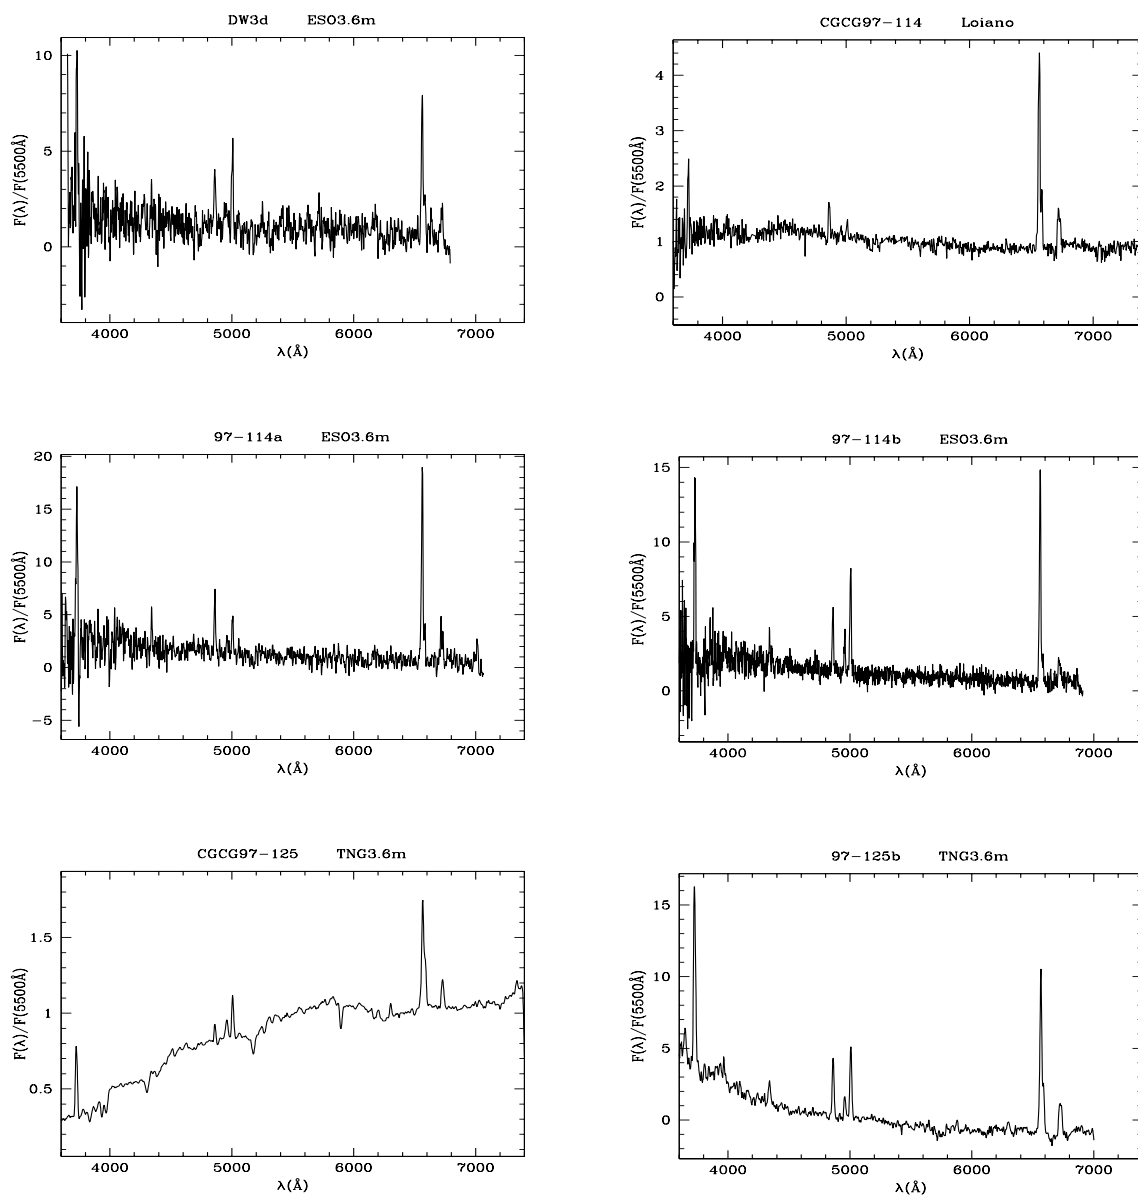 DW3d ESO3.6m
CGCG97-114 Loiano
10
5
0
F(λ)/F(5500Å)
4000 5000 6000 7000
λ(Å)
4
3
2
1
0
F(λ)/F(5500Å)
4000 5000 6000 7000
λ(Å)
97-114a ESO3.6m
97-114b ESO3.6m
20
15
10
5
0
-5
F(λ)/F(5500Å)
4000 5000 6000 7000
λ(Å)
15
10
5
0
F(λ)/F(5500Å)
4000 5000 6000 7000
λ(Å)
CGCG97-125 TNG3.6m
97-125b TNG3.6m
1.5
1
0.5
F(λ)/F(5500Å)
4000 5000 6000 7000
λ(Å)
15
10
5
0
F(λ)/F(5500Å)
4000 5000 6000 7000
λ(Å)